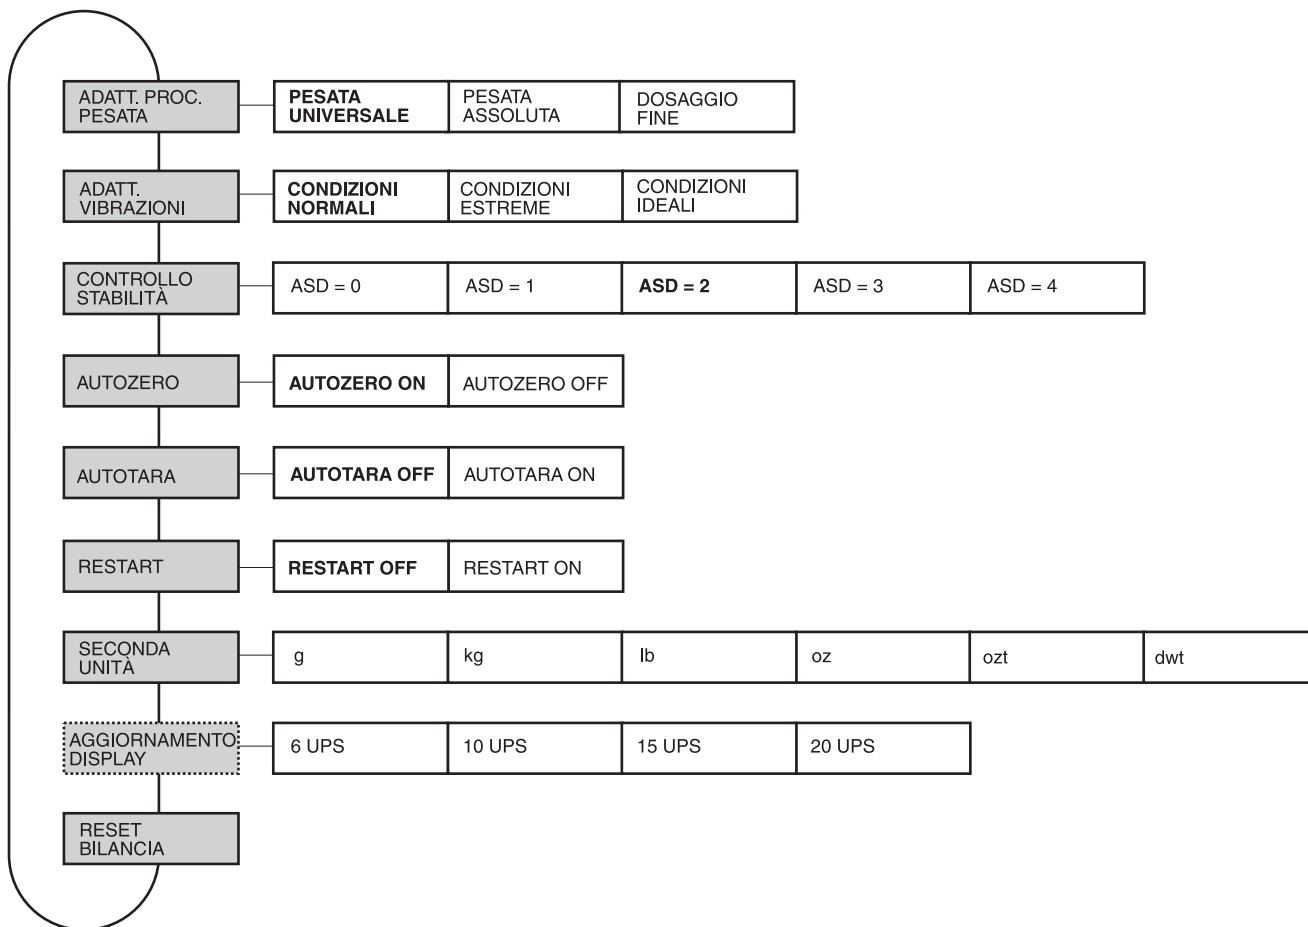 ADATT. PROC.
PESATA
PESATA
UNIVERSALE
PESATA
ASSOLUTA
DOSAGGIO
FINE
ADATT.
VIBRAZIONI
CONDIZIONI
NORMALI
CONDIZIONI
ESTREME
CONDIZIONI
IDEALI
CONTROLLO
STABILITÀ
ASD = 0
ASD = 1
ASD = 2
ASD = 3
ASD = 4
AUTOZERO
AUTOZERO ON
AUTOZERO OFF
AUTOTARA
AUTOTARA OFF
AUTOTARA ON
RESTART
RESTART OFF
RESTART ON
SECONDA
UNITÀ
g
kg
lb
oz
ozt
dwt
AGGIORNAMENTO
DISPLAY
6 UPS
10 UPS
15 UPS
20 UPS
RESET
BILANCIA